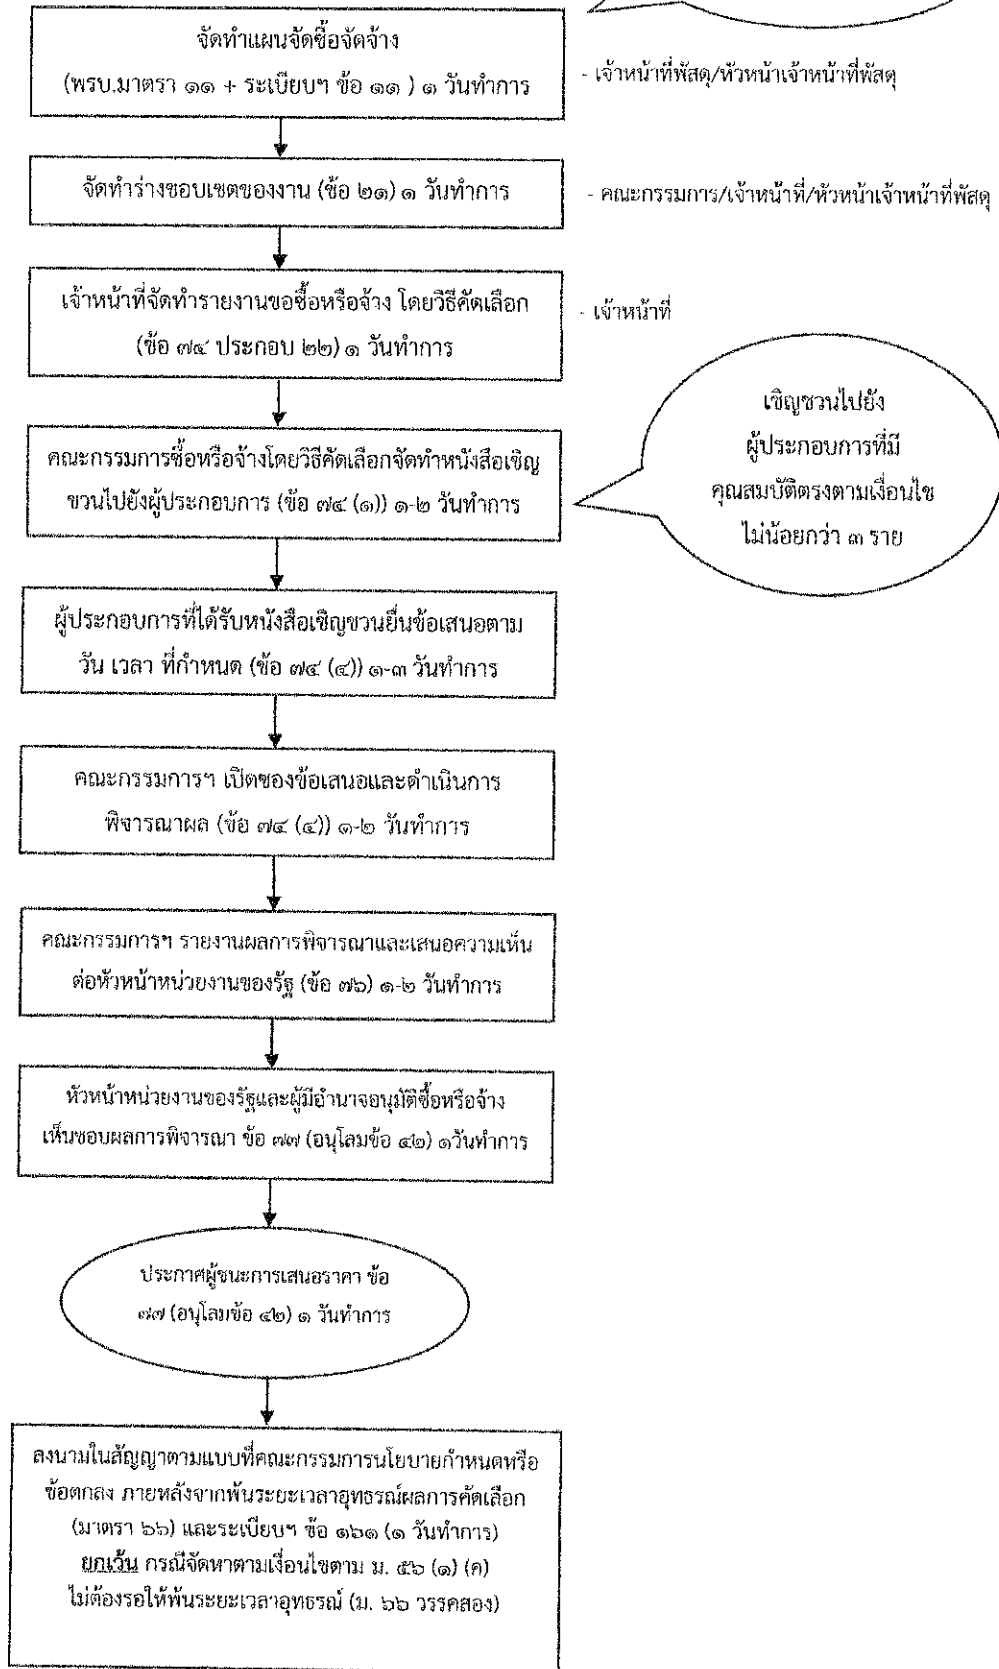 จัดทำแผนจัดซื้อจัดจ้าง
(พรบ.มาตรา ๑๑ + ระเบียบฯ ข้อ ๑๑ ) ๑ วันทำการ
- เจ้าหน้าที่พัสดุ/หัวหน้าเจ้าหน้าที่พัสดุ
จัดทำร่างขอบเขตของงาน (ข้อ ๒๑) ๑ วันทำการ
- คณะกรรมการ/เจ้าหน้าที่/หัวหน้าเจ้าหน้าที่พัสดุ
เจ้าหน้าที่จัดทำรายงานขอซื้อหรือจ้าง โดยวิธีคัดเลือก
(ข้อ ๗๔ ประกอบ ๒๒) ๑ วันทำการ
- เจ้าหน้าที่
คณะกรรมการซื้อหรือจ้างโดยวิธีคัดเลือกจัดทำหนังสือเชิญ
ชวนไปยังผู้ประกอบการ (ข้อ ๗๔ (๑)) ๑-๒ วันทำการ
เชิญชวนไปยัง
ผู้ประกอบการที่มี
คุณสมบัติตรงตามเงื่อนไข
ไม่น้อยกว่า ๓ ราย
ผู้ประกอบการที่ได้รับหนังสือเชิญชวนยื่นข้อเสนอตาม
วัน เวลา ที่กำหนด (ข้อ ๗๔ (๔)) ๑-๓ วันทำการ
คณะกรรมการฯ เปิดซองข้อเสนอและดำเนินการ
พิจารณาผล (ข้อ ๗๔ (๔)) ๑-๒ วันทำการ
คณะกรรมการฯ รายงานผลการพิจารณาและเสนอความเห็น
ต่อหัวหน้าหน่วยงานของรัฐ (ข้อ ๗๖) ๑-๒ วันทำการ
หัวหน้าหน่วยงานของรัฐและผู้มีอำนาจอนุมัติซื้อหรือจ้าง
เห็นชอบผลการพิจารณา ข้อ ๗๗ (อนุโลมข้อ ๔๒) ๑วันทำการ
ประกาศผู้ชนะการเสนอราคา ข้อ
๗๗ (อนุโลมข้อ ๔๒) ๑ วันทำการ
ลงนามในสัญญาตามแบบที่คณะกรรมการนโยบายกำหนดหรือ
ข้อตกลง ภายหลังจากพ้นระยะเวลาอุทธรณ์ผลการคัดเลือก
(มาตรา ๖๖) และระเบียบฯ ข้อ ๑๖๑ (๑ วันทำการ)
ยกเว้น กรณีจัดหาตามเงื่อนไขตาม ม. ๕๖ (๑) (ค)
ไม่ต้องรอให้พ้นระยะเวลาอุทธรณ์ (ม. ๖๖ วรรคสอง)